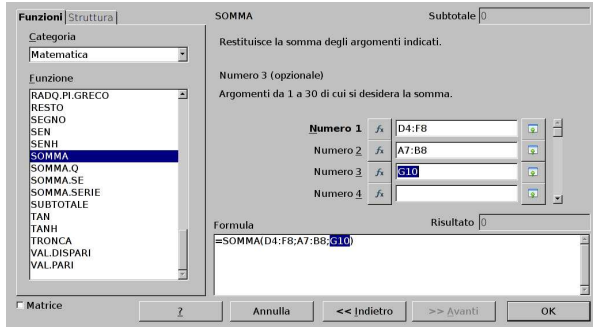 Funzioni Struttura
SOMMA
Subtotale 0
Categoria
Matematica
Restituisce la somma degli argomenti indicati.
Funzione
Numero 3 (opzionale)
Argomenti da 1 a 30 di cui si desidera la somma.
RADQ.PI.GRECO
RESTO
SEGNO
SEN
SENH
SOMMA
SOMMA.Q
SOMMA.SE
SOMMA.SERIE
SUBTOTALE
TAN
TANH
TRONCA
VAL.DISPARI
VAL.PARI
Numero 1 fx D4:F8
Numero 2 fx A7:B8
Numero 3 fx G10
Numero 4 fx
Formula
Risultato 0
=SOMMA(D4:F8;A7:B8;G10)
Matrice
? Annulla << Indietro >> Avanti OK